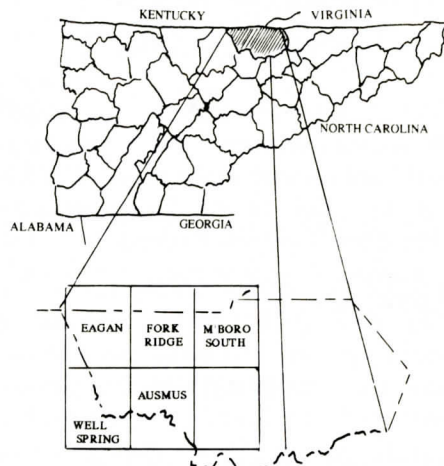 KENTUCKY VIRGINIA
NORTH CAROLINA
ALABAMA GEORGIA
EAGAN FORK RIDGE M'BORO SOUTH
AUSMUS
WELL SPRING